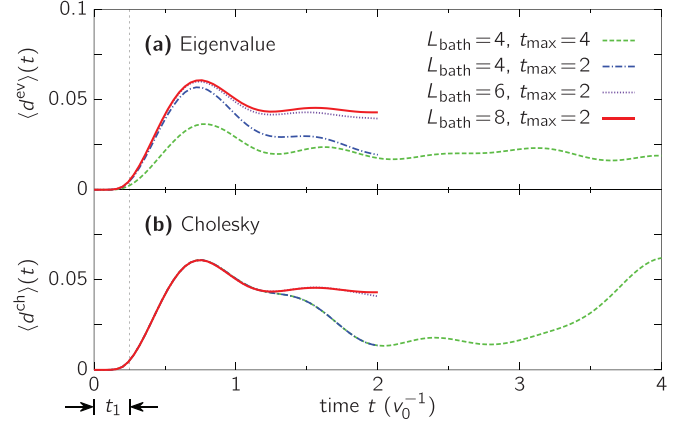 0.1
(a) Eigenvalue
L_bath=4, t_max=4
L_bath=4, t_max=2
L_bath=6, t_max=2
L_bath=8, t_max=2
⟨d^ev⟩(t)
0.05
0
(b) Cholesky
⟨d^ch⟩(t)
0.05
0
0 1 2 3 4
t_1
time t (v_0^{-1})